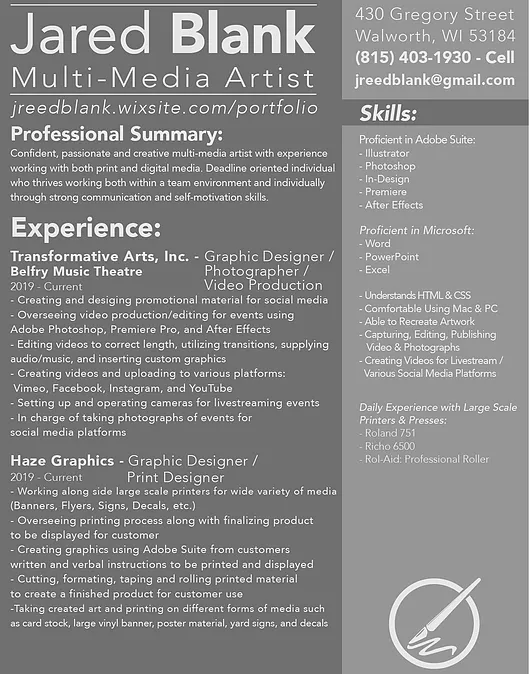 Jared Blank
Multi-Media Artist
jreedblank.wixsite.com/portfolio
Professional Summary:
Confident, passionate and creative multi-media artist with experience
working with both print and digital media. Deadline oriented individual
who thrives working both within a team environment and individually
through strong communication and self-motivation skills.
Experience:
Transformative Arts, Inc. - Graphic Designer /
Belfry Music Theatre Photographer /
2019 - Current Video Production
- Creating and desiging promotional material for social media
- Overseeing video production/editing for events using
Adobe Photoshop, Premiere Pro, and After Effects
- Editing videos to correct length, utilizing transitions, supplying
audio/music, and inserting custom graphics
- Creating videos and uploading to various platforms:
Vimeo, Facebook, Instagram, and YouTube
- Setting up and operating cameras for livestreaming events
- In charge of taking photographs of events for
social media platforms
Haze Graphics - Graphic Designer /
2019 - Current Print Designer
- Working along side large scale printers for wide variety of media
(Banners, Flyers, Signs, Decals, etc.)
- Overseeing printing process along with finalizing product
to be displayed for customer
- Creating graphics using Adobe Suite from customers
written and verbal instructions to be printed and displayed
- Cutting, formating, taping and rolling printed material
to create a finished product for customer use
-Taking created art and printing on different forms of media such
as card stock, large vinyl banner, poster material, yard signs, and decals
430 Gregory Street
Walworth, WI 53184
(815) 403-1930 - Cell
jreedblank@gmail.com
Skills:
Proficient in Adobe Suite:
- Illustrator
- Photoshop
- In-Design
- Premiere
- After Effects
Proficient in Microsoft:
- Word
- PowerPoint
- Excel
- Understands HTML & CSS
- Comfortable Using Mac & PC
- Able to Recreate Artwork
- Capturing, Editing, Publishing
Video & Photographs
- Creating Videos for Livestream /
Various Social Media Platforms
Daily Experience with Large Scale
Printers & Presses:
- Roland 751
- Richo 6500
- Rol-Aid: Professional Roller